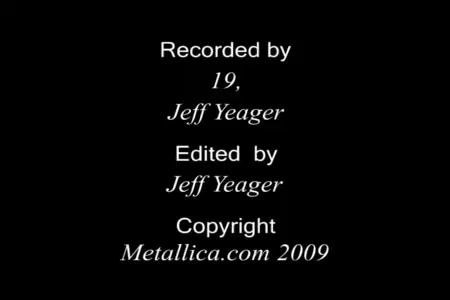 Recorded by
19,
Jeff Yeager
Edited by
Jeff Yeager
Copyright
Metallica.com 2009